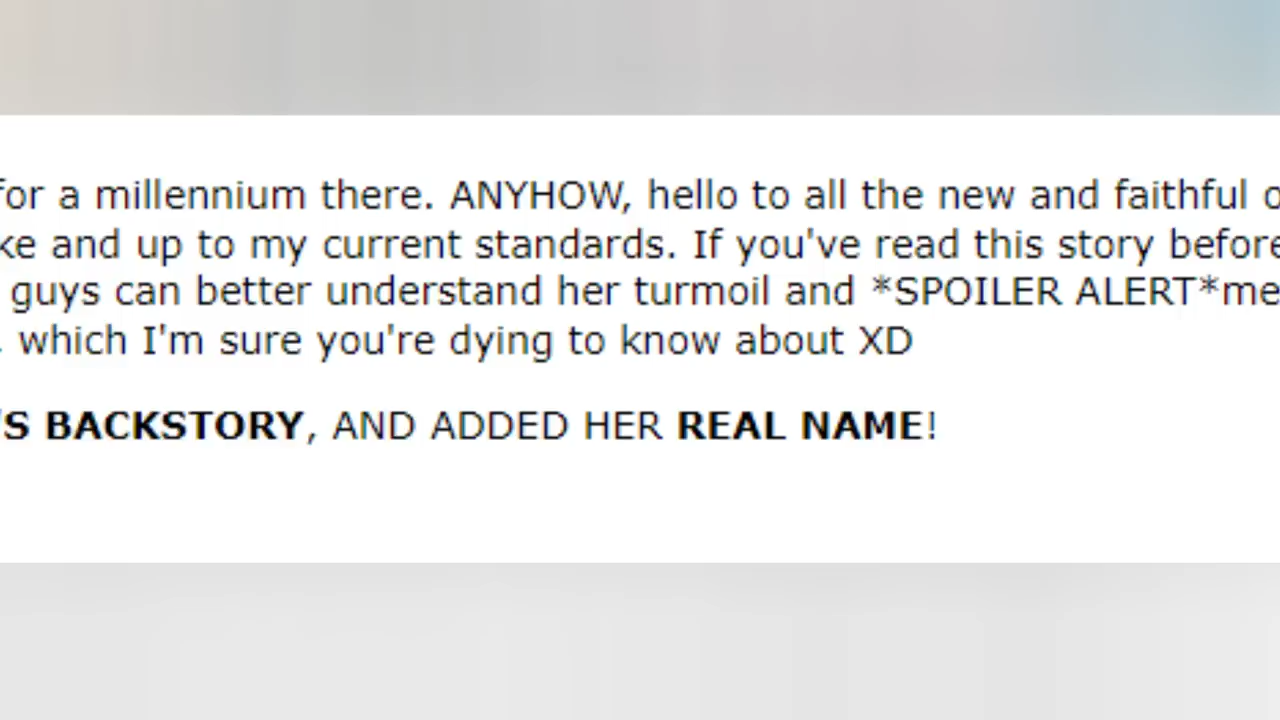 for a millennium there. ANYHOW, hello to all the new and faithful
ke and up to my current standards. If you've read this story before
guys can better understand her turmoil and *SPOILER ALERT*me
, which I'm sure you're dying to know about XD
'S BACKSTORY, AND ADDED HER REAL NAME!